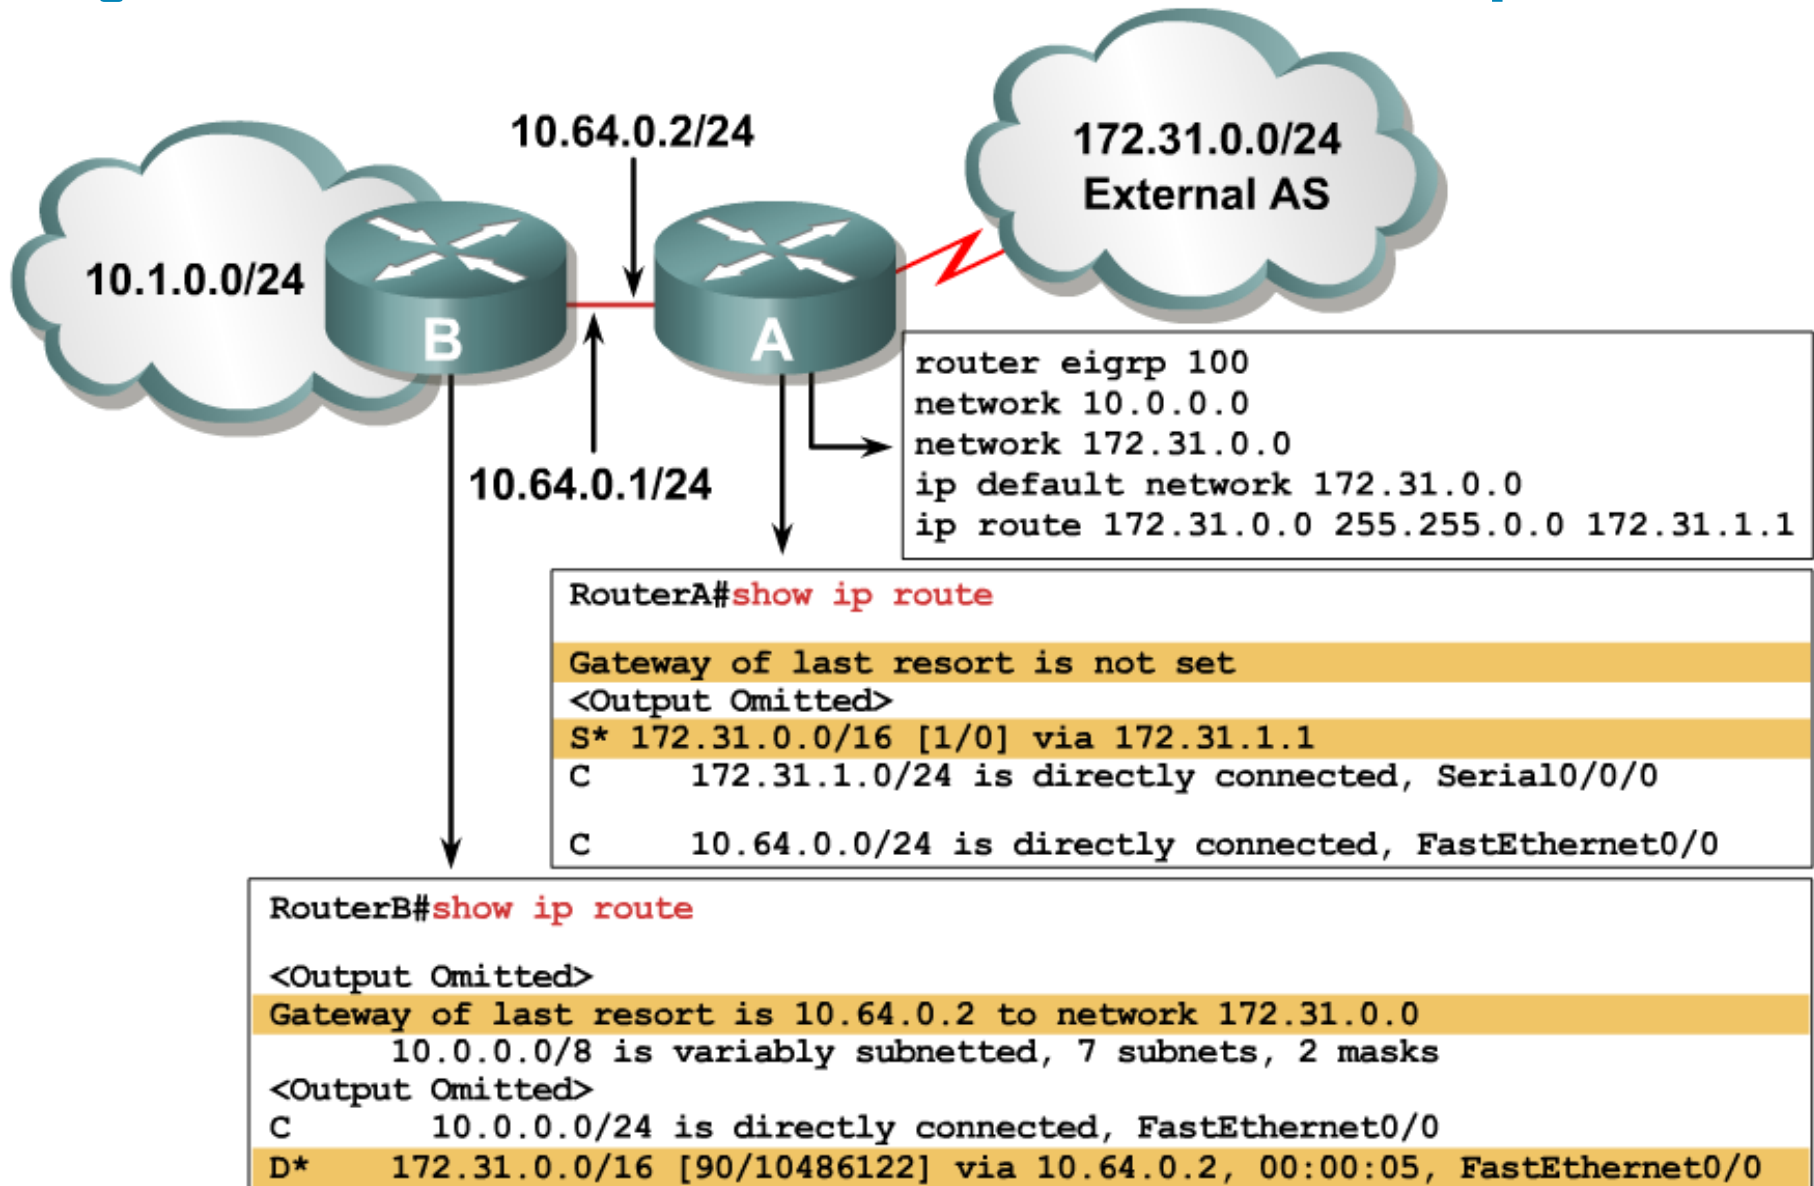 10.64.0.2/24
172.31.0.0/24
External AS
10.1.0.0/24
B
A
10.64.0.1/24
router eigrp 100
network 10.0.0.0
network 172.31.0.0
ip default network 172.31.0.0
ip route 172.31.0.0 255.255.0.0 172.31.1.1
RouterA#show ip route
Gateway of last resort is not set
<Output Omitted>
S* 172.31.0.0/16 [1/0] via 172.31.1.1
C 172.31.1.0/24 is directly connected, Serial0/0/0
C 10.64.0.0/24 is directly connected, FastEthernet0/0
RouterB#show ip route
<Output Omitted>
Gateway of last resort is 10.64.0.2 to network 172.31.0.0
10.0.0.0/8 is variably subnetted, 7 subnets, 2 masks
<Output Omitted>
C 10.0.0.0/24 is directly connected, FastEthernet0/0
D* 172.31.0.0/16 [90/10486122] via 10.64.0.2, 00:00:05, FastEthernet0/0